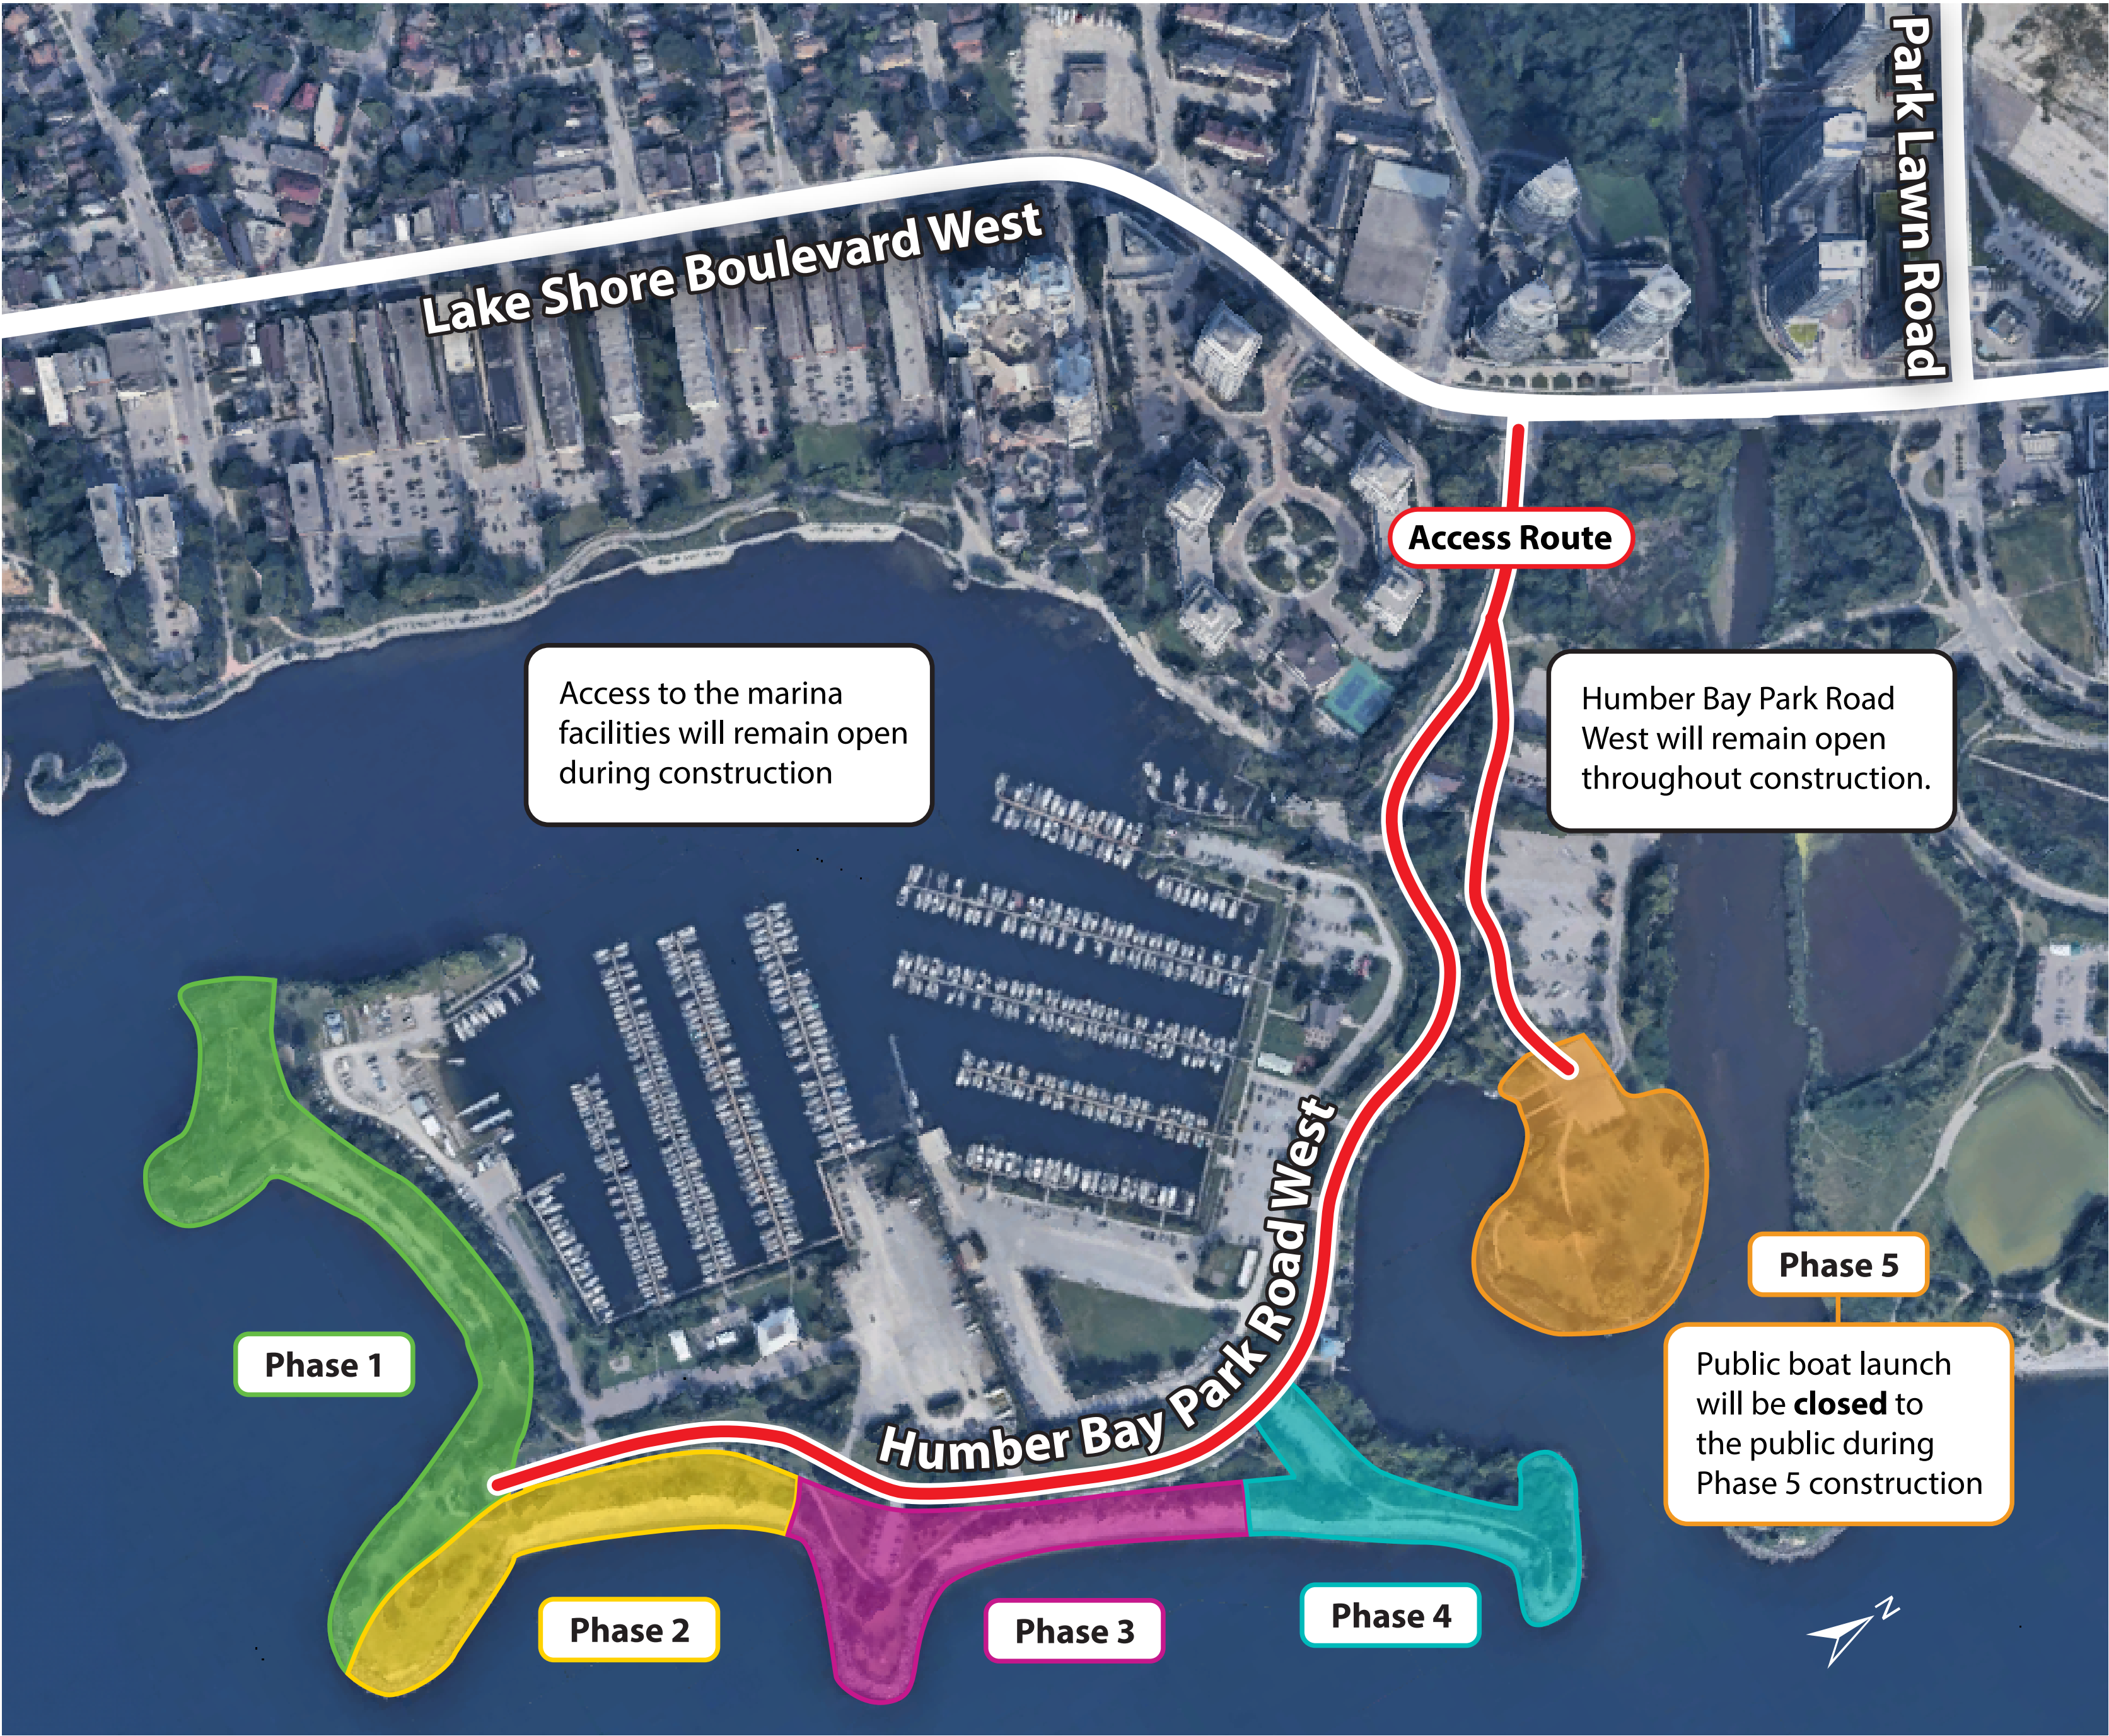 Park Lawn Road
Lake Shore Boulevard West
Access Route
Access to the marina
facilities will remain open
during construction
Humber Bay Park Road
West will remain open
throughout construction.
Humber Bay Park Road West
Phase 5
Public boat launch
will be closed to
the public during
Phase 5 construction
Phase 1
Phase 2
Phase 3
Phase 4
N